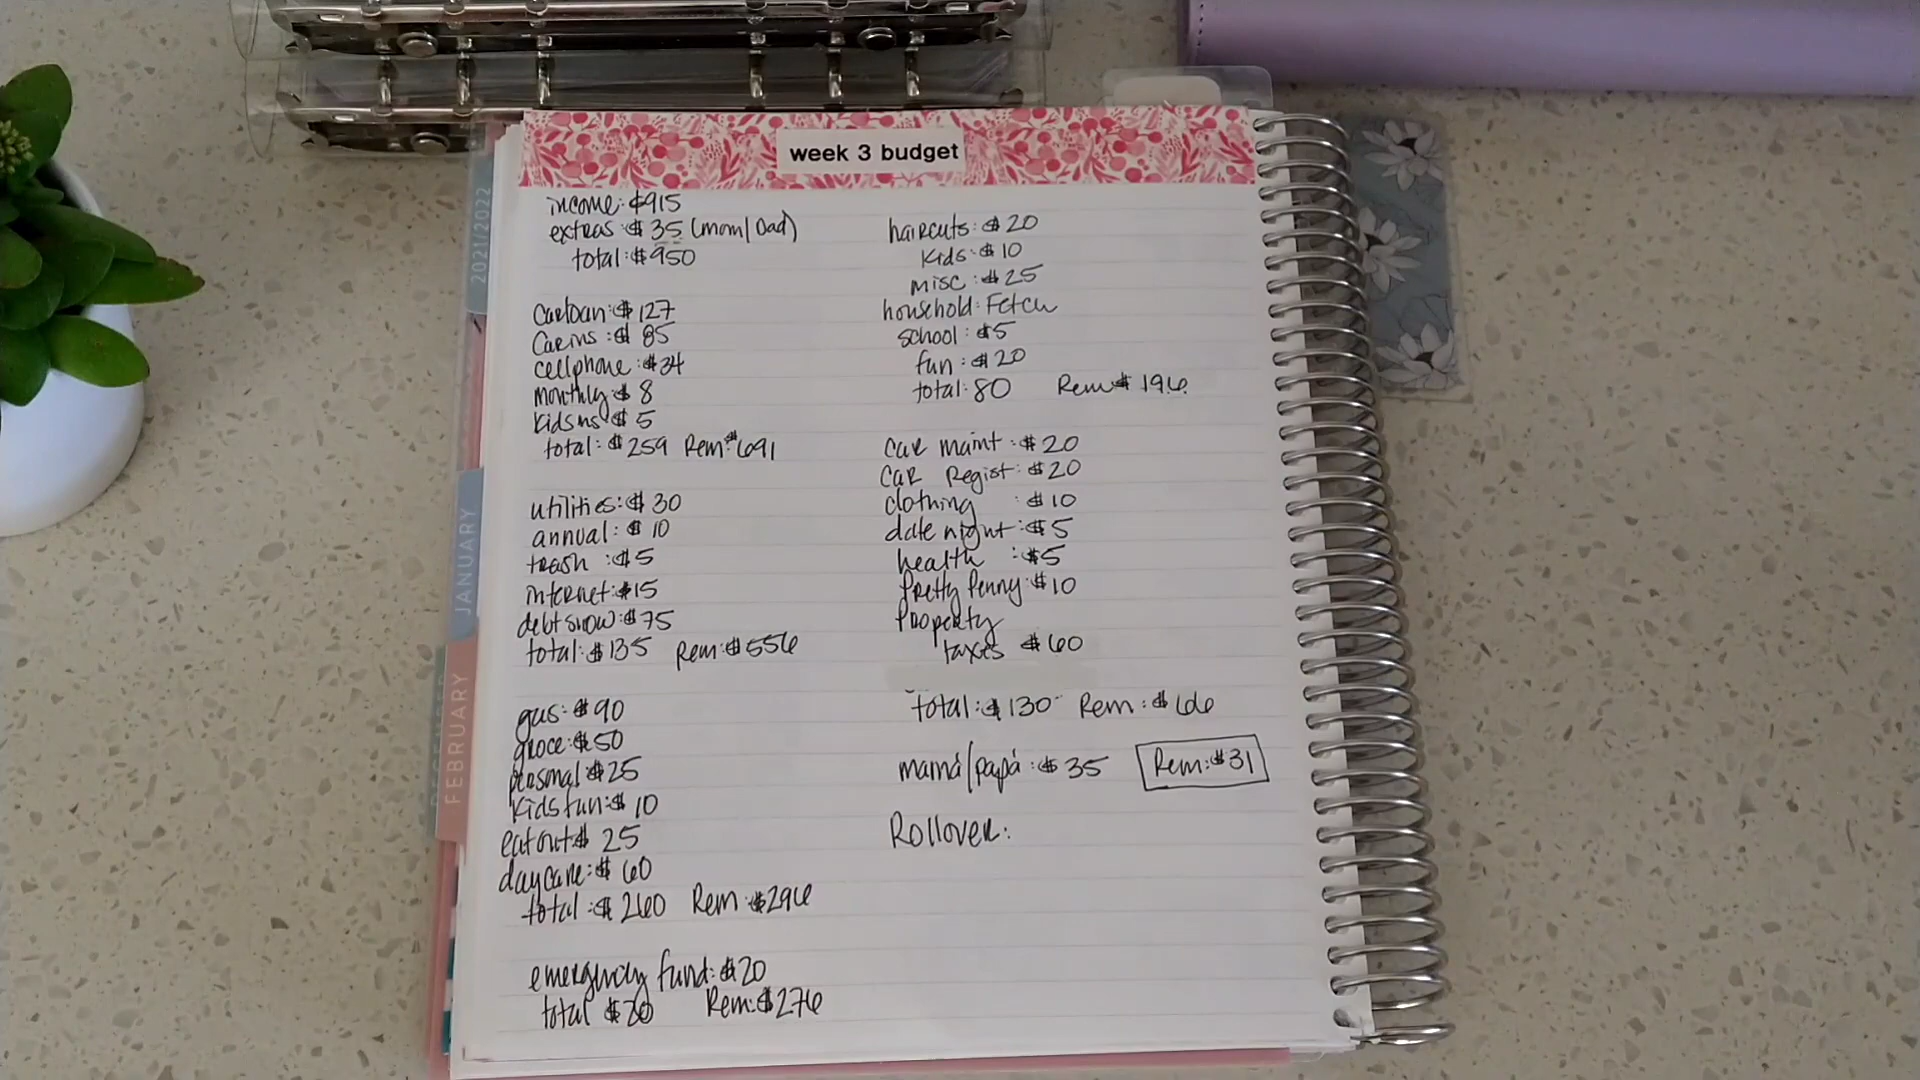 week 3 budget
income: $915
extras: $35 (mom/Dad)
total: $950
carloan: $127
Carins: $85
cellphone: $34
monthly $8
kids ns $5
total: $259 Rem: $691
utilities: $30
annual: $10
trash : $5
internet: $15
debt snow: $75
total: $135 Rem: $556
gas: $90
groce: $50
personal $25
kids fun: $10
eat out $ 25
daycare: $60
total: $260 Rem: $296
emergency fund: $20
total $20 Rem: $276
haircuts: $20
kids: $10
misc: $25
household: Fetch
school: $5
fun: $20
total: 80 Rem $196
car maint: $20
CAR Regist: $20
clothing : $10
date night: $5
health : $5
Pretty Penny: $10
Property
taxes $60
total: $130 Rem: $66
mamá/papá: $35 Rem: $31
Rollover:
2021/2022
JANUARY
FEBRUARY